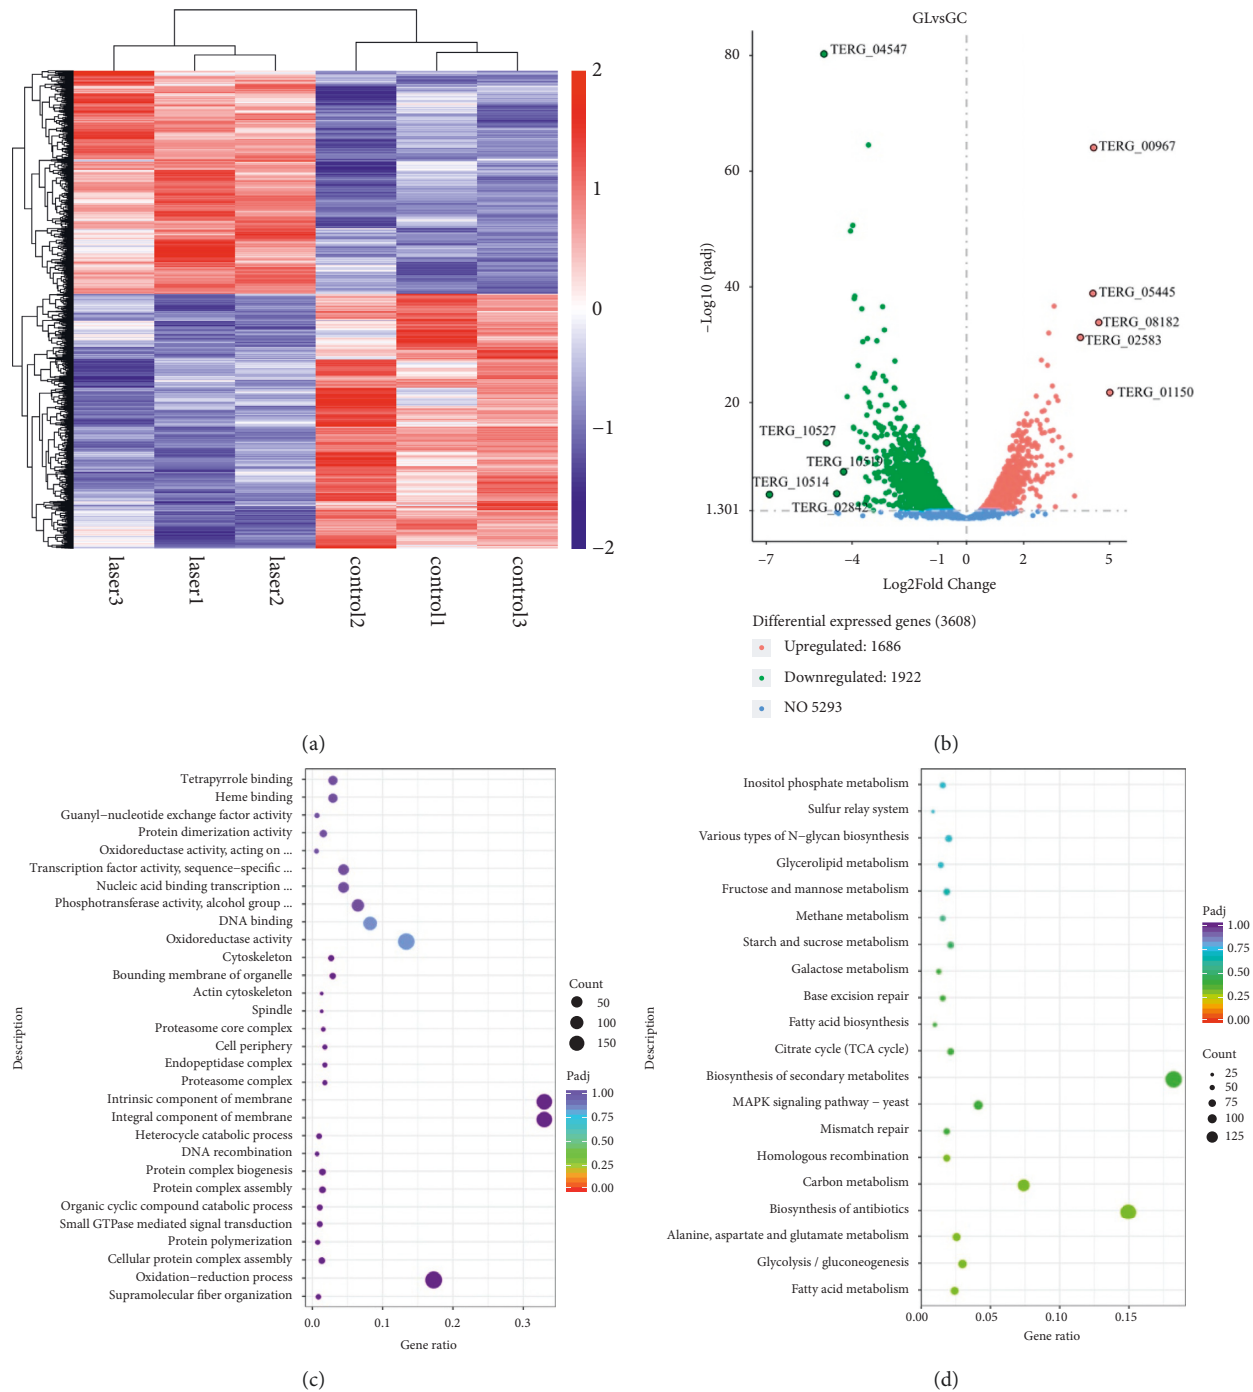 2
1
0
−1
−2
laser3
laser1
laser2
control2
control1
control3
(a)
GLvsGC
80
60
40
20
1.301
−Log10 (padj)
TERG_04547
TERG_00967
TERG_05445
TERG_08182
TERG_02583
TERG_01150
TERG_10527
TERG_10519
TERG_10514
TERG_02842
−7
−4
−1
0
2
5
Log2Fold Change
Differential expressed genes (3608)
Upregulated: 1686
Downregulated: 1922
NO 5293
(b)
Description
Tetrapyrrole binding
Heme binding
Guanyl−nucleotide exchange factor activity
Protein dimerization activity
Oxidoreductase activity, acting on ...
Transcription factor activity, sequence−specific ...
Nucleic acid binding transcription ...
Phosphotransferase activity, alcohol group ...
DNA binding
Oxidoreductase activity
Cytoskeleton
Bounding membrane of organelle
Actin cytoskeleton
Spindle
Proteasome core complex
Cell periphery
Endopeptidase complex
Proteasome complex
Intrinsic component of membrane
Integral component of membrane
Heterocycle catabolic process
DNA recombination
Protein complex biogenesis
Protein complex assembly
Organic cyclic compound catabolic process
Small GTPase mediated signal transduction
Protein polymerization
Cellular protein complex assembly
Oxidation−reduction process
Supramolecular fiber organization
0.0
0.1
0.2
0.3
Gene ratio
Count
50
100
150
Padj
1.00
0.75
0.50
0.25
0.00
(c)
Description
Inositol phosphate metabolism
Sulfur relay system
Various types of N−glycan biosynthesis
Glycerolipid metabolism
Fructose and mannose metabolism
Methane metabolism
Starch and sucrose metabolism
Galactose metabolism
Base excision repair
Fatty acid biosynthesis
Citrate cycle (TCA cycle)
Biosynthesis of secondary metabolites
MAPK signaling pathway − yeast
Mismatch repair
Homologous recombination
Carbon metabolism
Biosynthesis of antibiotics
Alanine, aspartate and glutamate metabolism
Glycolysis / gluconeogenesis
Fatty acid metabolism
0.00
0.05
0.10
0.15
Gene ratio
Padj
1.00
0.75
0.50
0.25
0.00
Count
25
50
75
100
125
(d)